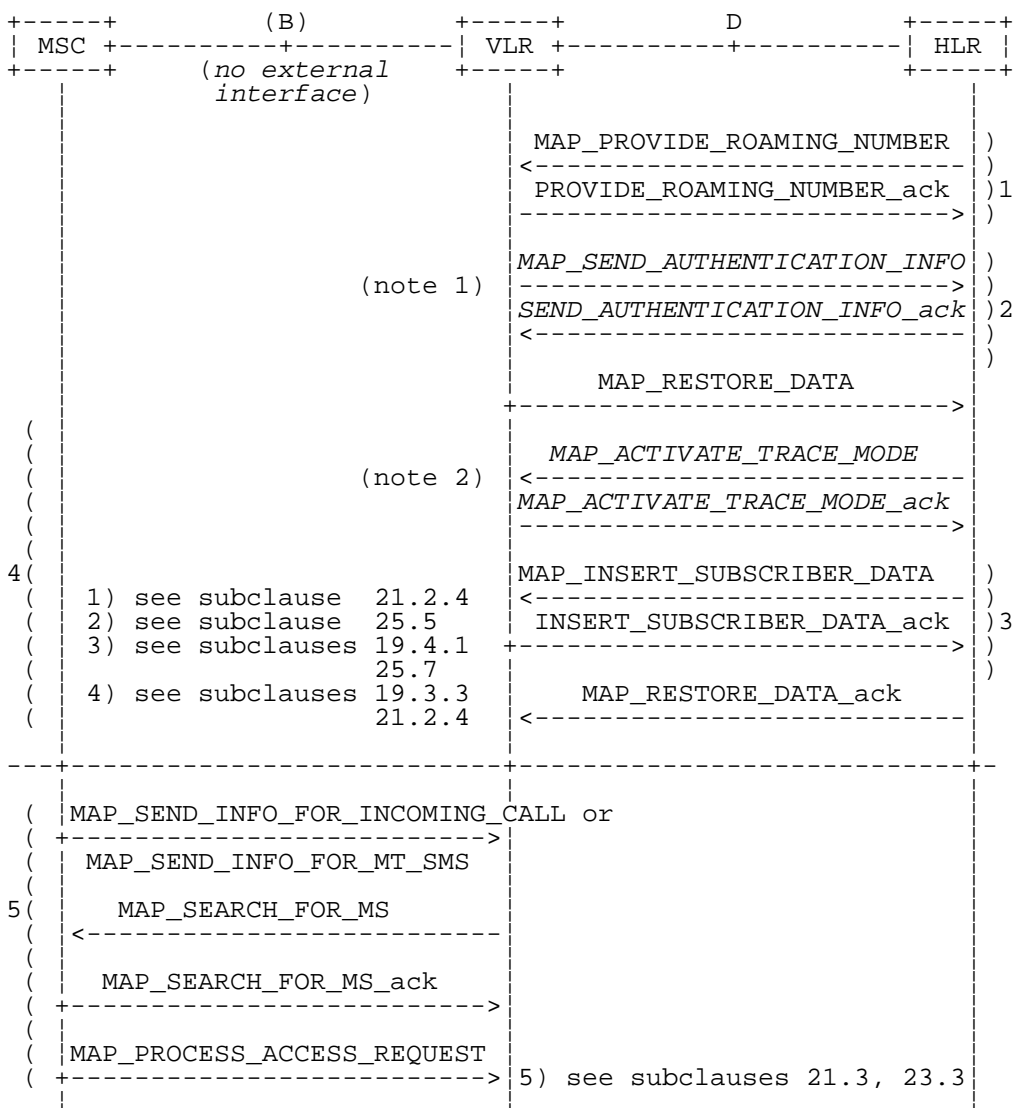 (B) D
MSC VLR HLR
(no external
interface)
MAP_PROVIDE_ROAMING_NUMBER )
)
PROVIDE_ROAMING_NUMBER_ack )1
)
MAP_SEND_AUTHENTICATION_INFO )
(note 1) )
SEND_AUTHENTICATION_INFO_ack )2
)
)
MAP_RESTORE_DATA
(
( MAP_ACTIVATE_TRACE_MODE
( (note 2)
( MAP_ACTIVATE_TRACE_MODE_ack
(
(
4( MAP_INSERT_SUBSCRIBER_DATA )
( 1) see subclause 21.2.4 )
( 2) see subclause 25.5 INSERT_SUBSCRIBER_DATA_ack )3
( 3) see subclauses 19.4.1 )
( 25.7 )
( 4) see subclauses 19.3.3 MAP_RESTORE_DATA_ack
( 21.2.4
( MAP_SEND_INFO_FOR_INCOMING_CALL or
(
( MAP_SEND_INFO_FOR_MT_SMS
(
5( MAP_SEARCH_FOR_MS
(
(
( MAP_SEARCH_FOR_MS_ack
(
(
( MAP_PROCESS_ACCESS_REQUEST
( 5) see subclauses 21.3, 23.3